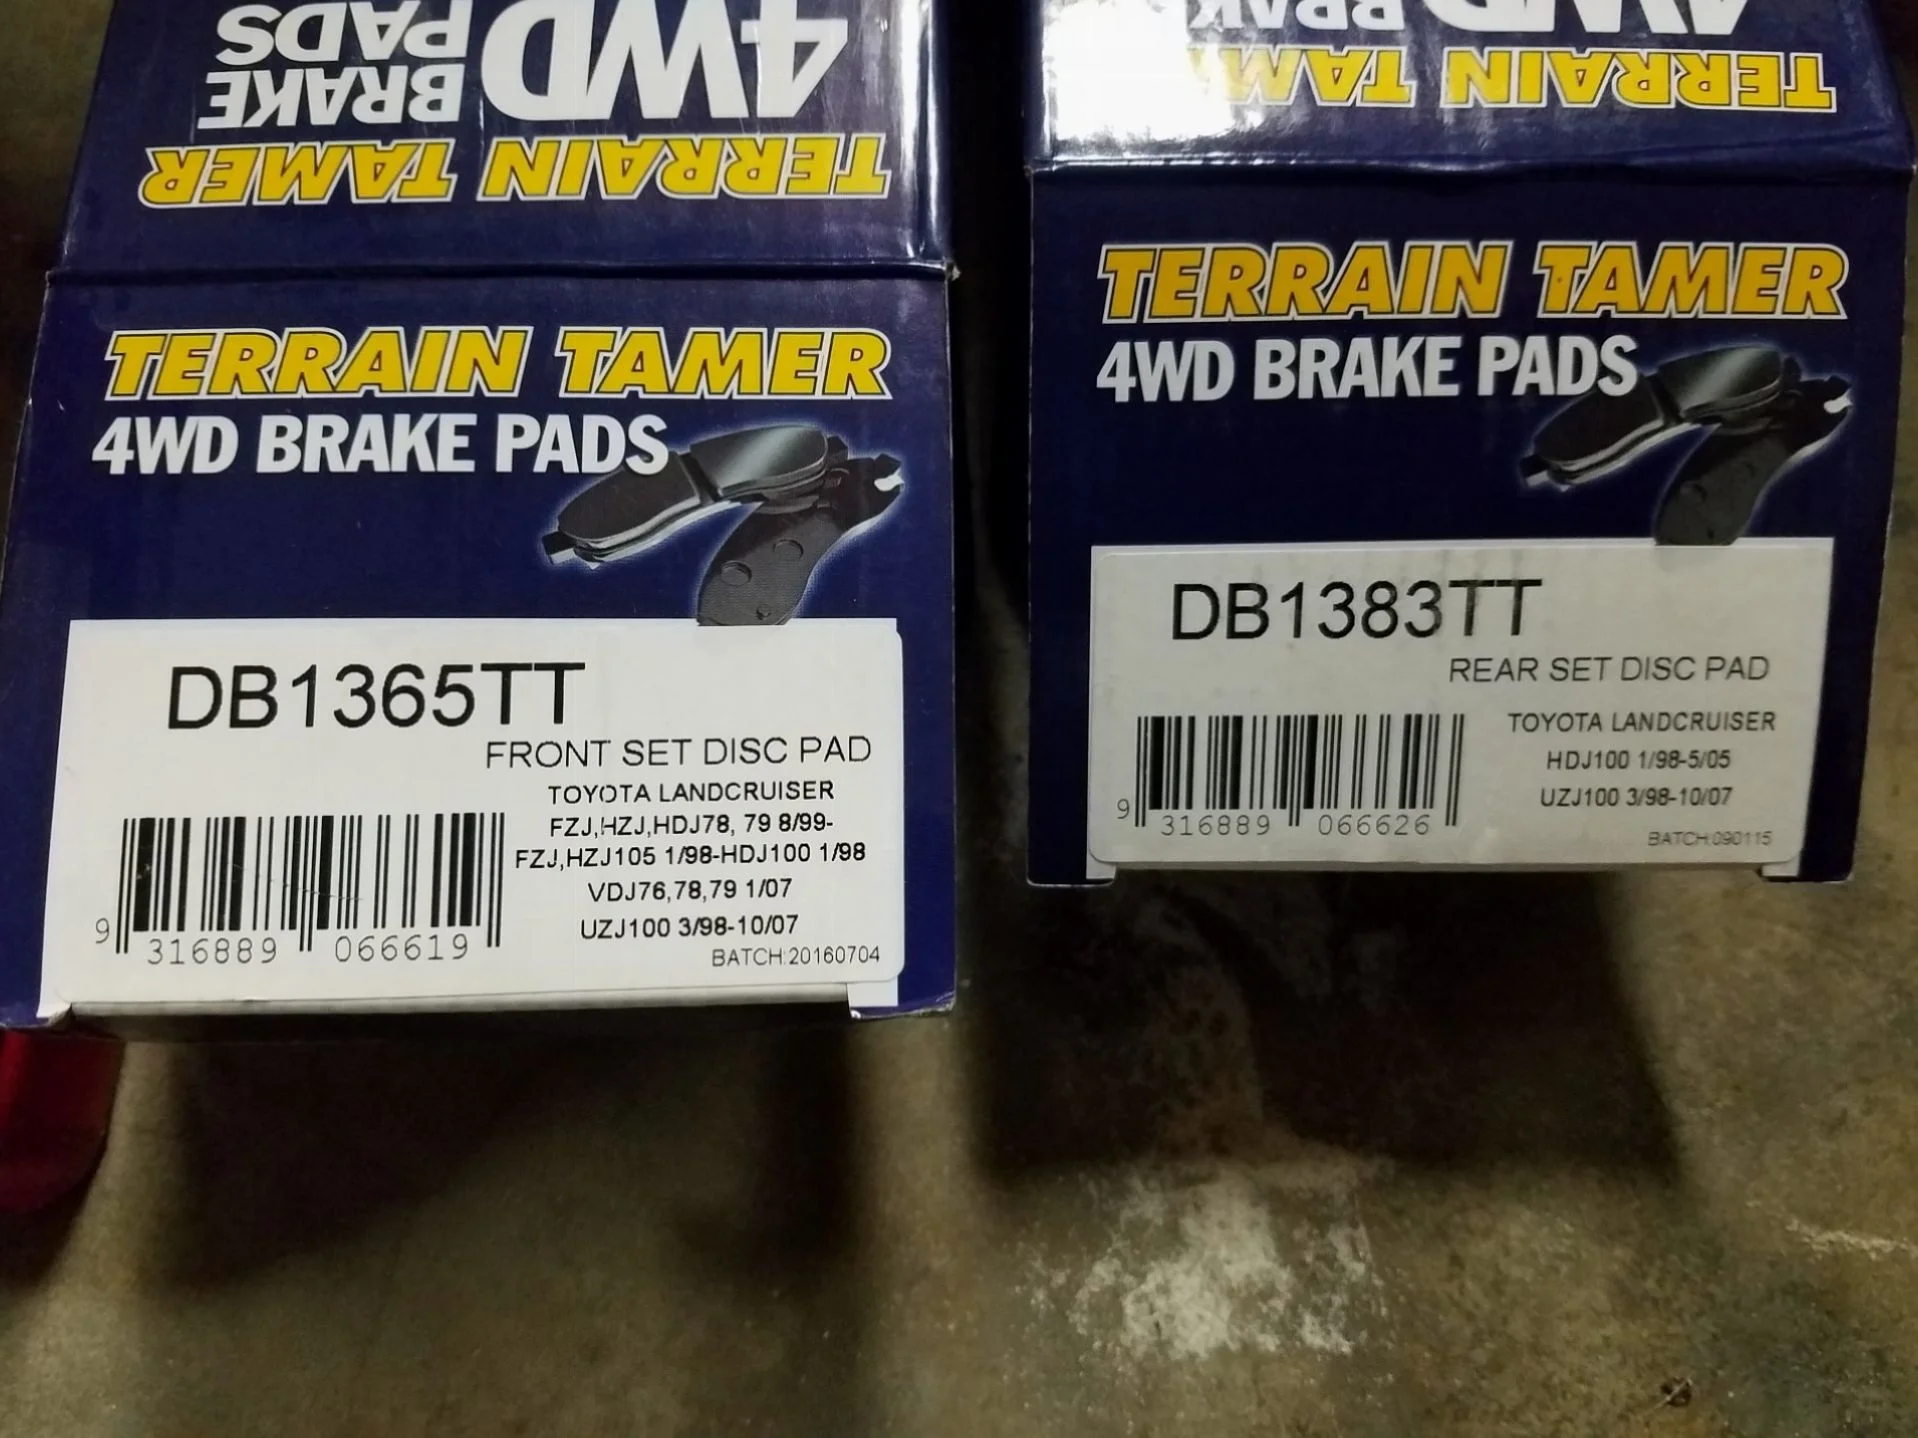 4WD BRAKE
PADS
TERRAIN TAMER
TERRAIN TAMER
4WD BRAKE PADS
DB1365TT
FRONT SET DISC PAD
TOYOTA LANDCRUISER
FZJ,HZJ,HDJ78, 79 8/99-
FZJ,HZJ105 1/98-HDJ100 1/98
VDJ76,78,79 1/07
UZJ100 3/98-10/07
BATCH:20160704
9 316889 066619
4WD
TERRAIN
TERRAIN TAMER
4WD BRAKE PADS
DB1383TT
REAR SET DISC PAD
TOYOTA LANDCRUISER
HDJ100 1/98-5/05
UZJ100 3/98-10/07
BATCH:090115
9 316889 066626